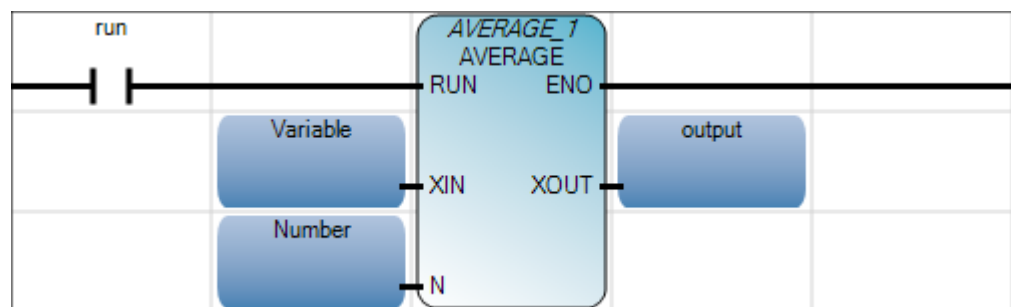 run
AVERAGE_1
AVERAGE
RUN ENO
Variable
output
XIN XOUT
Number
N